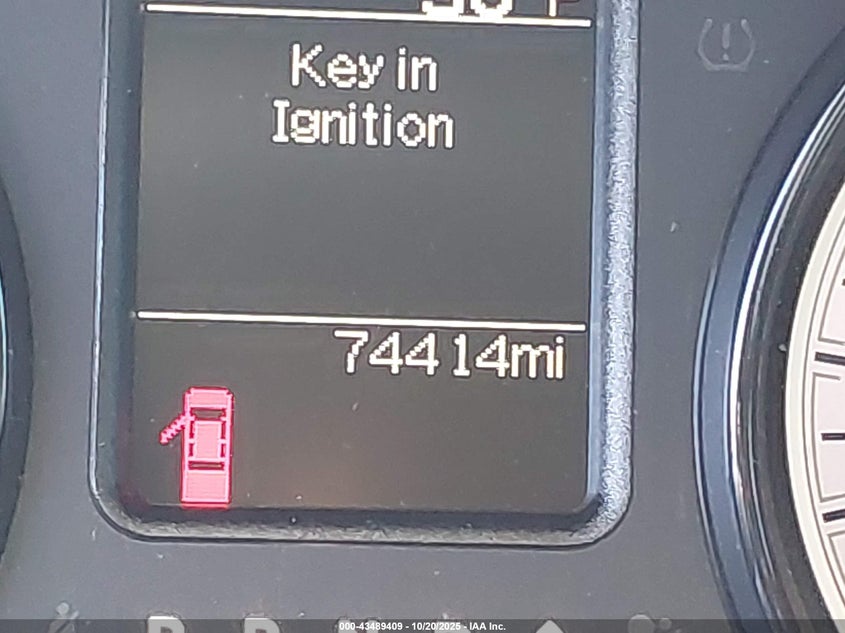 Key in
Ignition
74414mi
000-43489409 - 10/20/2025 - IAA Inc.